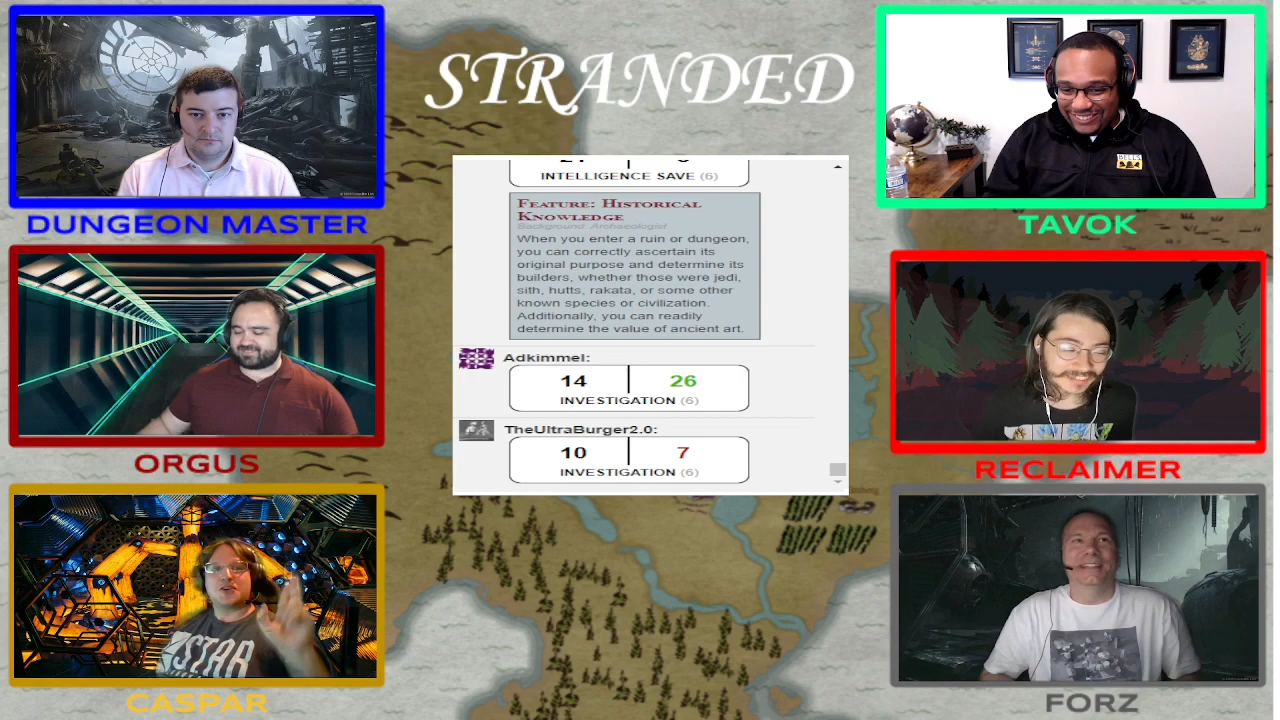 STRANDED
DUNGEON MASTER
TAVOK
BILLS
ORGUS
RECLAIMER
STAR
CASPAR
FORZ
INTELLIGENCE SAVE (6)
FEATURE: HISTORICAL
KNOWLEDGE
Background: Archaeologist
When you enter a ruin or dungeon,
you can correctly ascertain its
original purpose and determine its
builders, whether those were jedi,
sith, hutts, rakata, or some other
known species or civilization.
Additionally, you can readily
determine the value of ancient art.
Adkimmel:
14 26
INVESTIGATION (6)
TheUltraBurger2.0:
10 7
INVESTIGATION (6)